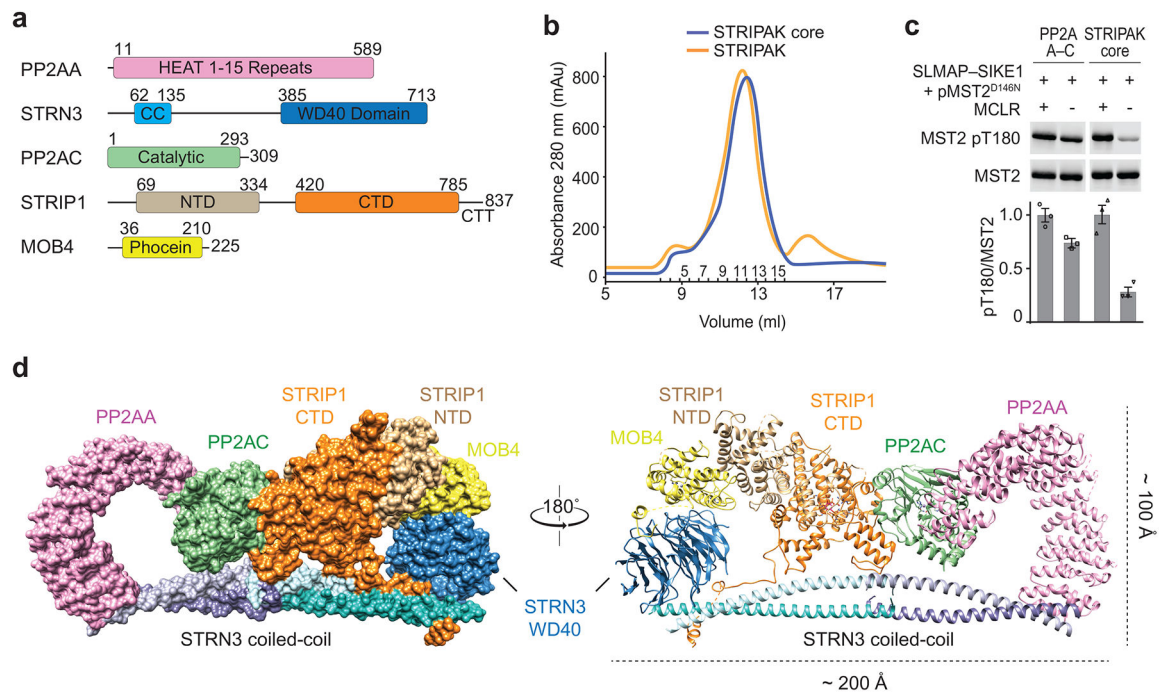 a
11 589
PP2AA HEAT 1-15 Repeats
62 135 385 713
STRN3 CC WD40 Domain
1 293
PP2AC Catalytic 309
69 334 420 785
STRIP1 NTD CTD 837
CTT
36 210
MOB4 Phocein 225
b
STRIPAK core
STRIPAK
Absorbance 280 nm (mAu)
800
600
400
200
0
5 7 9 11 13 15
5 9 13 17
Volume (ml)
c
PP2A STRIPAK
A–C core
SLMAP–SIKE1 + + + +
+ pMST2D146N
MCLR + - + -
MST2 pT180
MST2
pT180/MST2
1.0
0.5
0
d
PP2AA
PP2AC
STRIP1
CTD
STRIP1
NTD
MOB4
STRN3 coiled-coil
180°
STRN3
WD40
STRIP1
NTD
MOB4
STRIP1
CTD
PP2AC
PP2AA
STRN3 coiled-coil
~ 100 Å
~ 200 Å